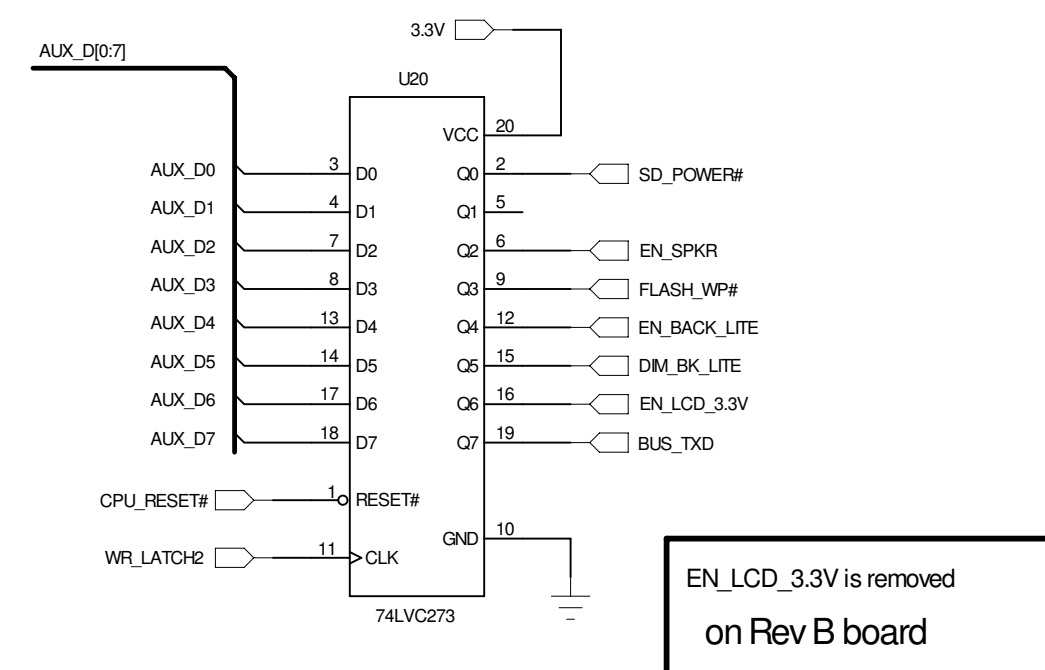 3.3V
AUX_D[0:7]
U20
VCC 20
AUX_D0 3 D0 Q0 2 SD_POWER#
AUX_D1 4 D1 Q1 5
AUX_D2 7 D2 Q2 6 EN_SPKR
AUX_D3 8 D3 Q3 9 FLASH_WP#
AUX_D4 13 D4 Q4 12 EN_BACK_LITE
AUX_D5 14 D5 Q5 15 DIM_BK_LITE
AUX_D6 17 D6 Q6 16 EN_LCD_3.3V
AUX_D7 18 D7 Q7 19 BUS_TXD
CPU_RESET# 1 RESET#
GND 10
WR_LATCH2 11 CLK
74LVC273
EN_LCD_3.3V is removed
on Rev B board